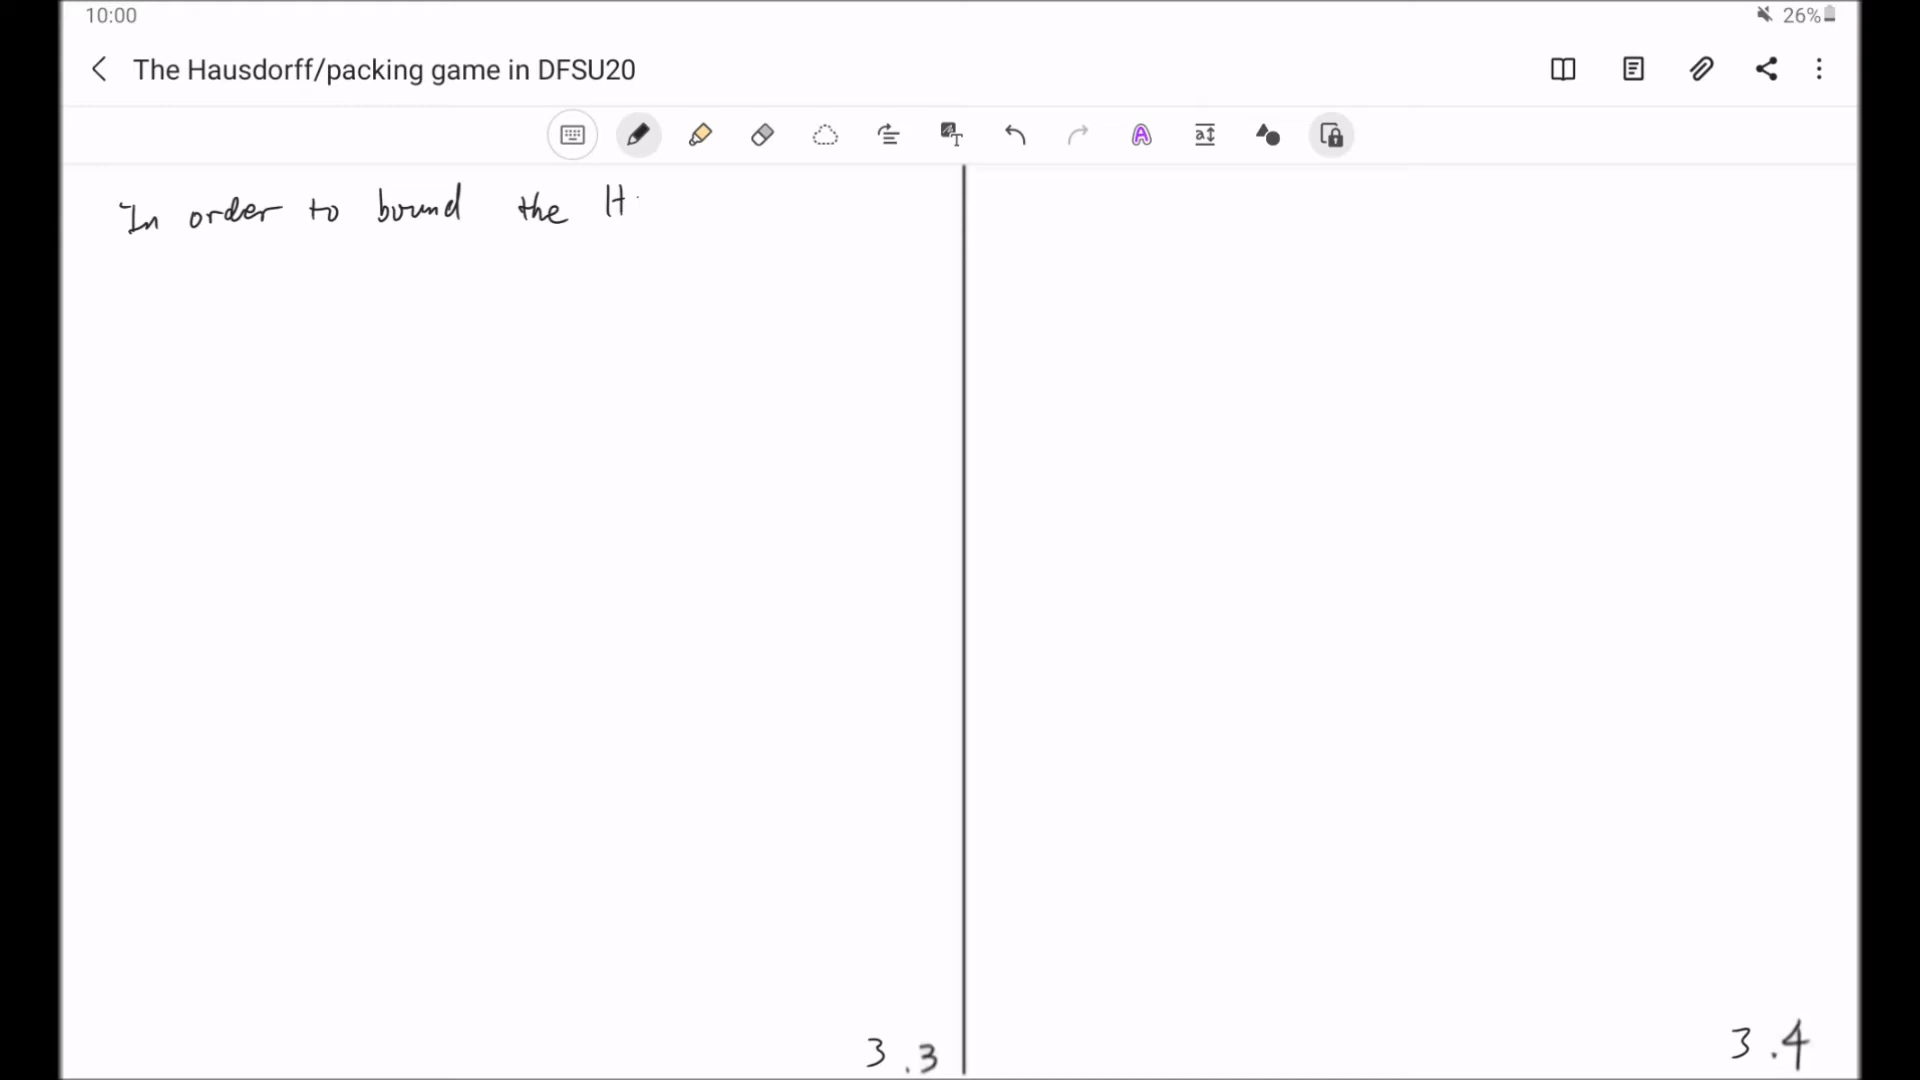 10:00
26%
The Hausdorff/packing game in DFSU20
In order to bound the H
3.3
3.4